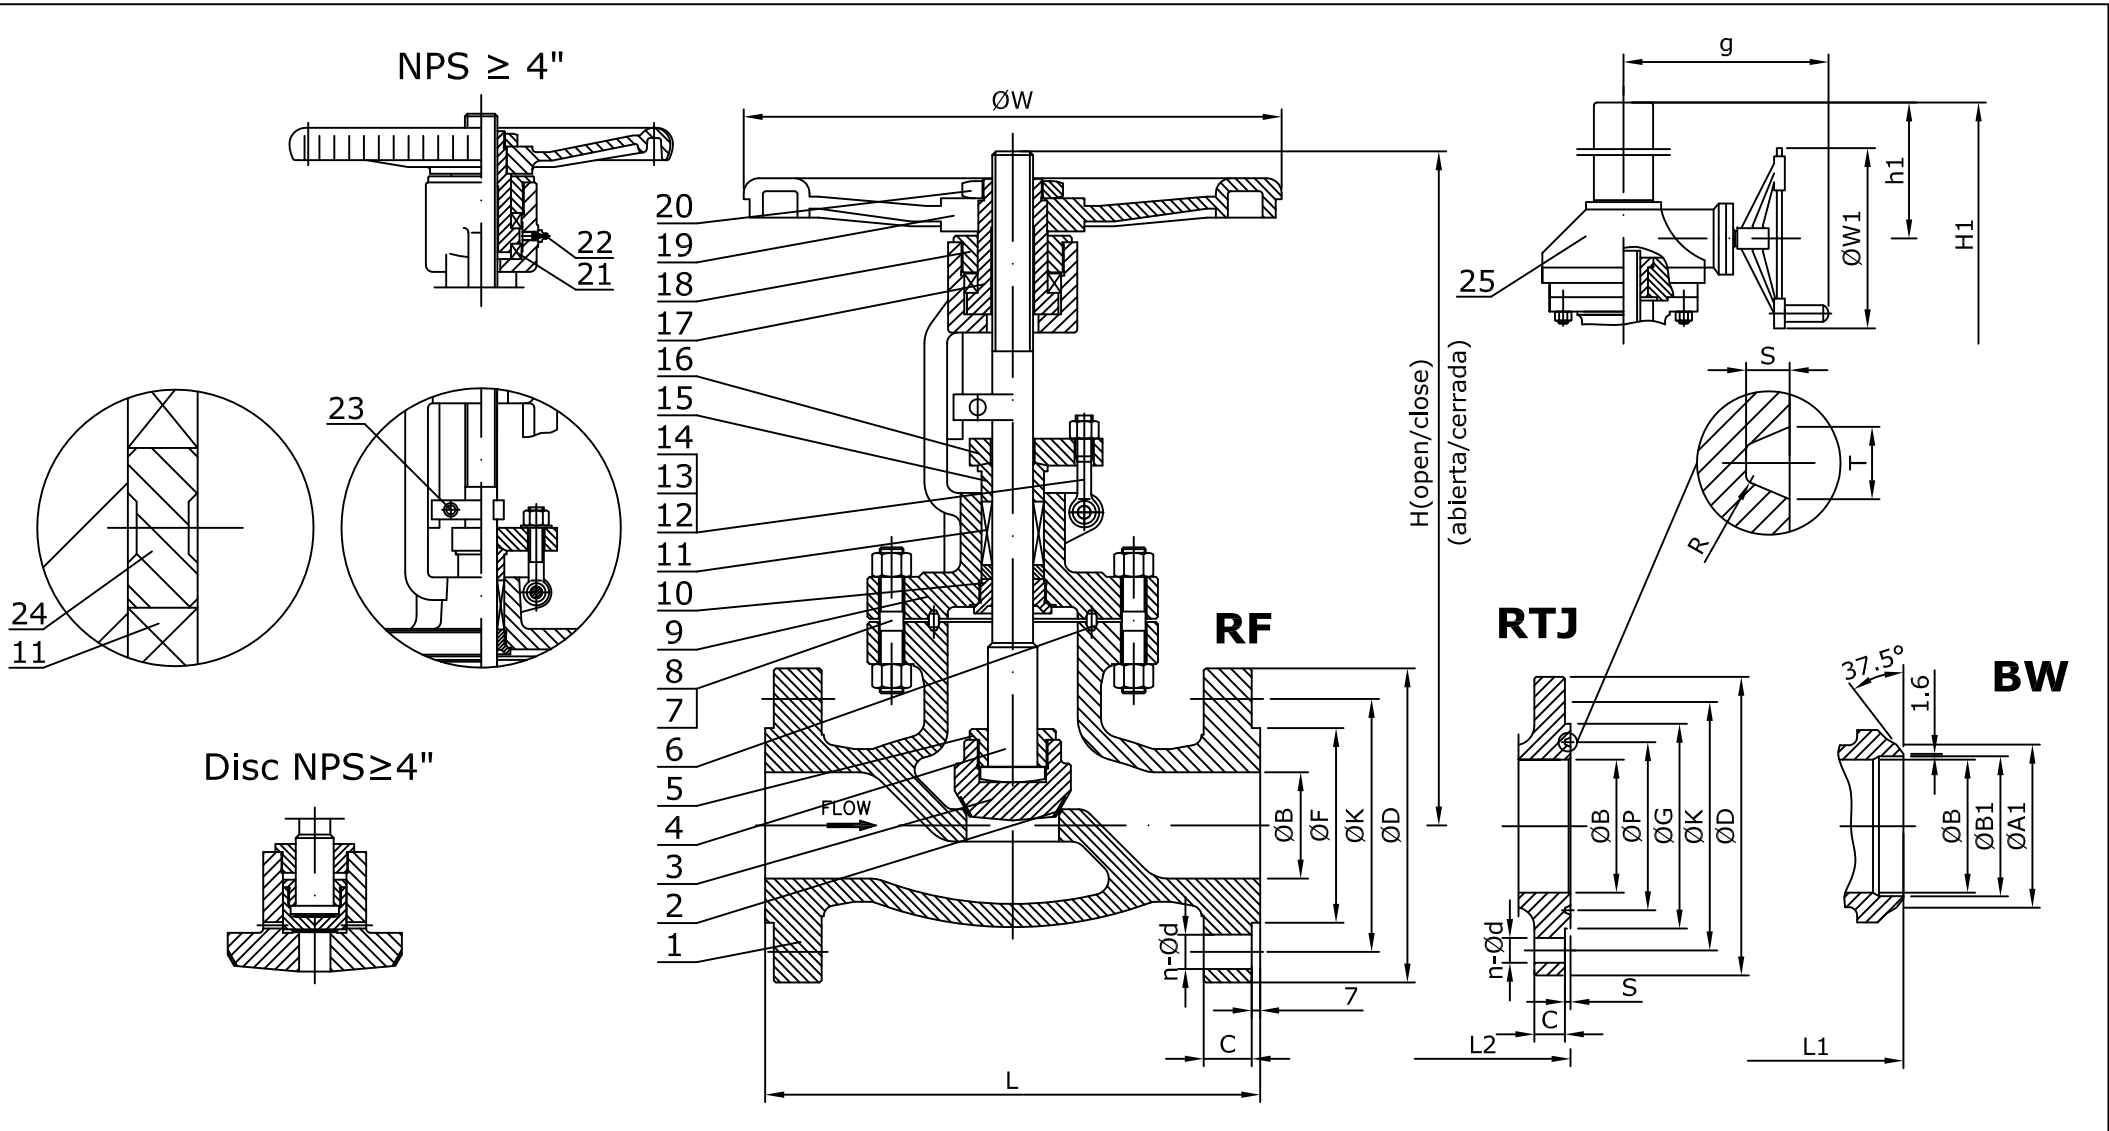 NPS ≥ 4"
22
21
23
24
11
Disc NPS≥4"
ØW
20
19
18
17
16
15
14
13
12
11
10
9
8
7
6
5
4
3
2
1
FLOW
H(open/close)
(abierta/cerrada)
RF
ØB
ØF
ØK
ØD
n-Ød
7
C
L
g
h1
H1
ØW1
25
S
T
R
RTJ
ØB
ØP
ØG
ØK
ØD
n-Ød
S
C
L2
37.5°
1.6
BW
ØB
ØB1
ØA1
L1